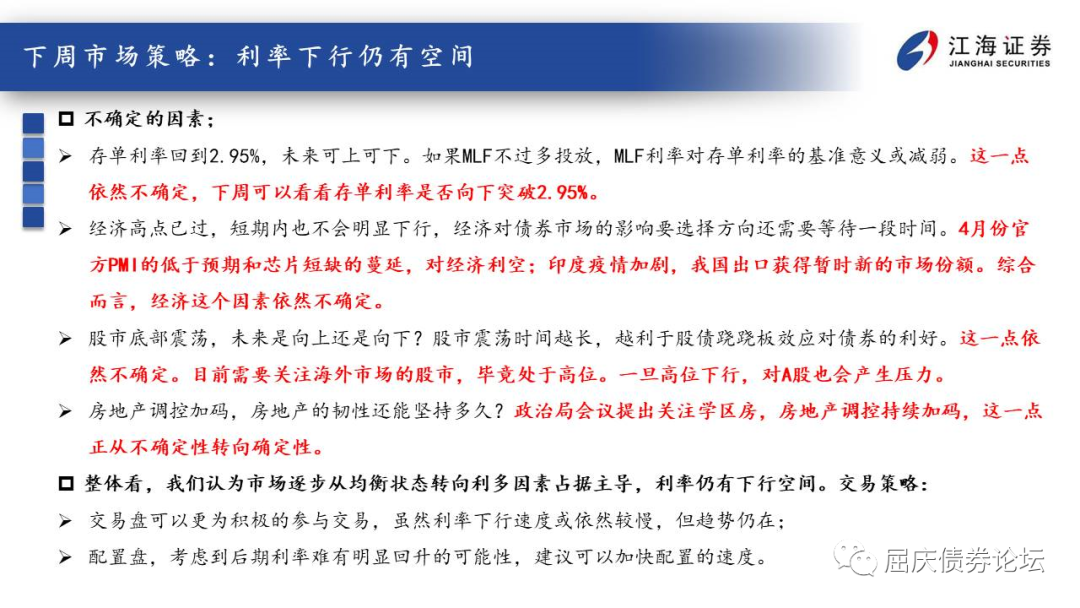 下周市场策略：利率下行仍有空间
江海证券
JIANGHAI SECURITIES
不确定的因素；
存单利率回到2.95%，未来可上可下。如果MLF不过多投放，MLF利率对存单利率的基准意义或减弱。这一点
依然不确定，下周可以看看存单利率是否向下突破2.95%。
经济高点已过，短期内也不会明显下行，经济对债券市场的影响要选择方向还需要等待一段时间。4月份官
方PMI的低于预期和芯片短缺的蔓延，对经济利空；印度疫情加剧，我国出口获得暂时新的市场份额。综合
而言，经济这个因素依然不确定。
股市底部震荡，未来是向上还是向下？股市震荡时间越长，越利于股债跷跷板效应对债券的利好。这一点依
然不确定。目前需要关注海外市场的股市，毕竟处于高位。一旦高位下行，对A股也会产生压力。
房地产调控加码，房地产的韧性还能坚持多久？政治局会议提出关注学区房，房地产调控持续加码，这一点
正从不确定性转向确定性。
整体看，我们认为市场逐步从均衡状态转向利多因素占据主导，利率仍有下行空间。交易策略：
交易盘可以更为积极的参与交易，虽然利率下行速度或依然较慢，但趋势仍在；
配置盘，考虑到后期利率难有明显回升的可能性，建议可以加快配置的速度。
屈庆债券论坛